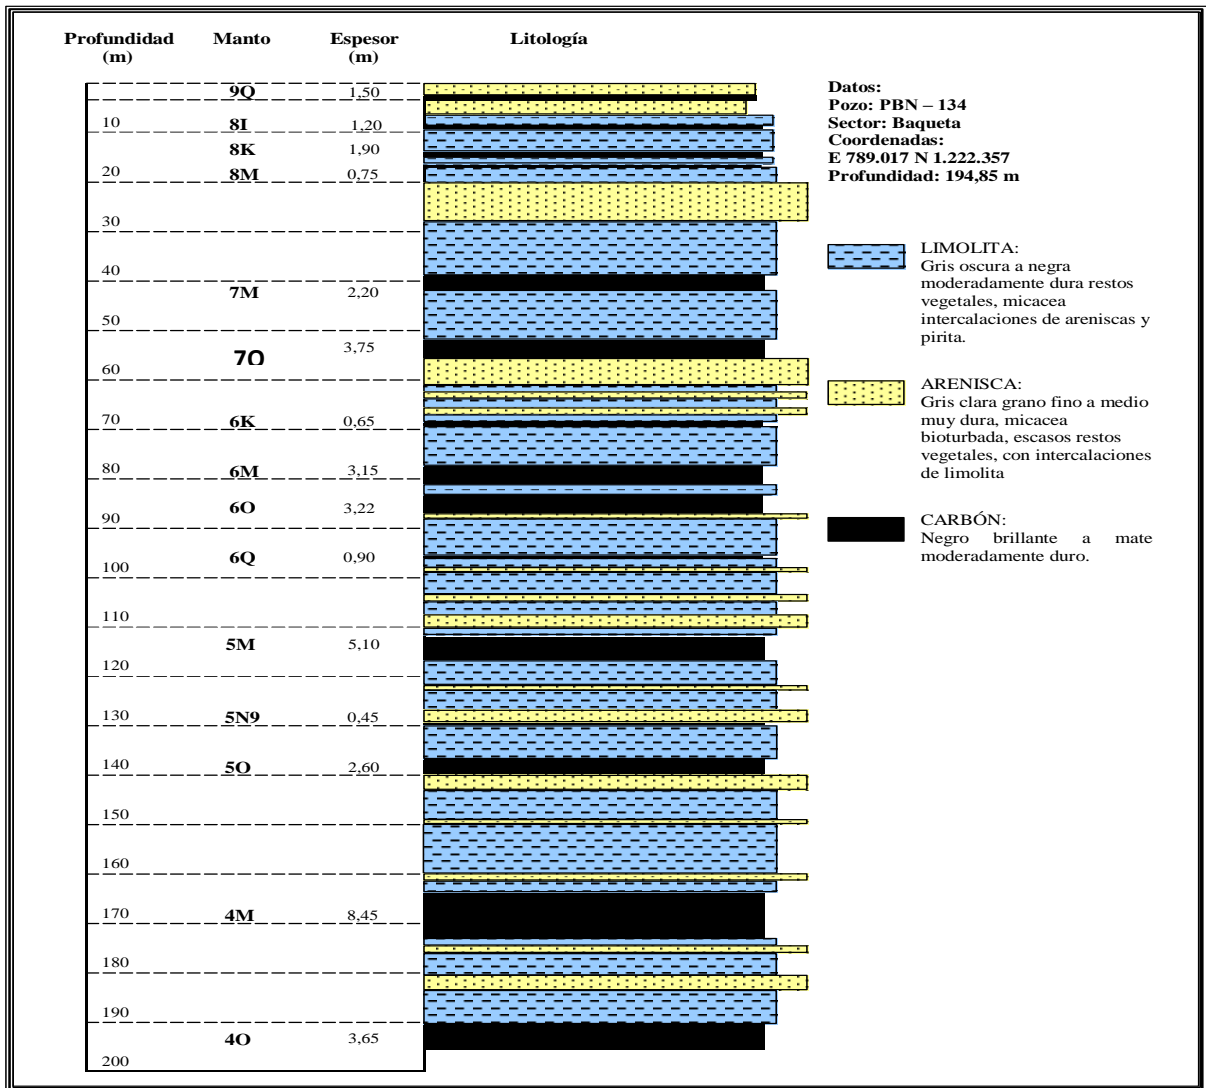 Profundidad Manto Espesor Litología
(m) (m)
9Q 1,50
10 8I 1,20
8K 1,90
20 8M 0,75
30
40
7M 2,20
50
7O 3,75
60
70 6K 0,65
80 6M 3,15
6O 3,22
90
6Q 0,90
100
110
5M 5,10
120
130 5N9 0,45
140 5O 2,60
150
160
170 4M 8,45
180
190
4O 3,65
200
Datos:
Pozo: PBN – 134
Sector: Baqueta
Coordenadas:
E 789.017 N 1.222.357
Profundidad: 194,85 m
LIMOLITA:
Gris oscura a negra
moderadamente dura restos
vegetales, micacea
intercalaciones de areniscas y
pirita.
ARENISCA:
Gris clara grano fino a medio
muy dura, micacea
bioturbada, escasos restos
vegetales, con intercalaciones
de limolita
CARBÓN:
Negro brillante a mate
moderadamente duro.